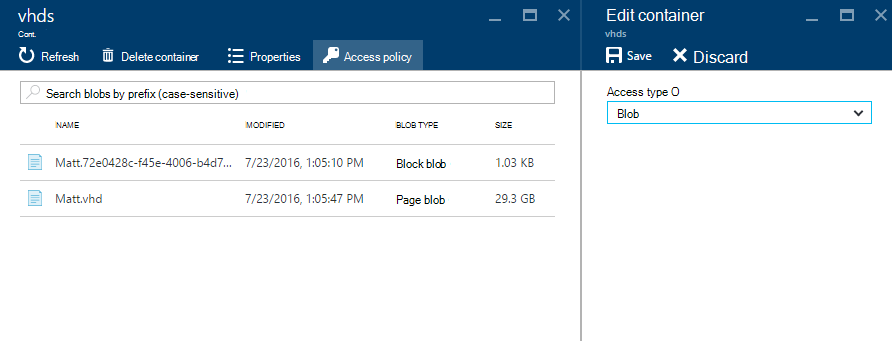 vhds
Cont.
Refresh Delete container Properties Access policy
Search blobs by prefix (case-sensitive)
NAME MODIFIED BLOB TYPE SIZE
Matt.72e0428c-f45e-4006-b4d7... 7/23/2016, 1:05:10 PM Block blob 1.03 KB
Matt.vhd 7/23/2016, 1:05:47 PM Page blob 29.3 GB
Edit container
vhds
Save Discard
Access type O
Blob